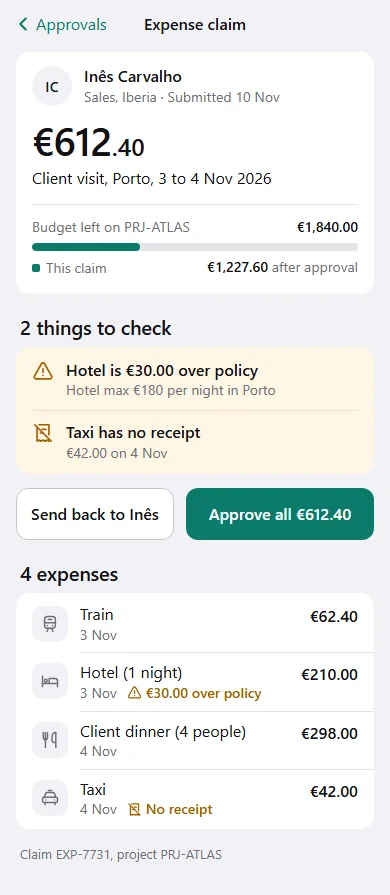 Approvals
Expense claim
IC
Inês Carvalho
Sales, Iberia · Submitted 10 Nov
€612.40
Client visit, Porto, 3 to 4 Nov 2026
Budget left on PRJ-ATLAS €1,840.00
This claim €1,227.60 after approval
2 things to check
Hotel is €30.00 over policy
Hotel max €180 per night in Porto
Taxi has no receipt
€42.00 on 4 Nov
Send back to Inês
Approve all €612.40
4 expenses
Train €62.40
3 Nov
Hotel (1 night) €210.00
3 Nov €30.00 over policy
Client dinner (4 people) €298.00
4 Nov
Taxi €42.00
4 Nov No receipt
Claim EXP-7731, project PRJ-ATLAS